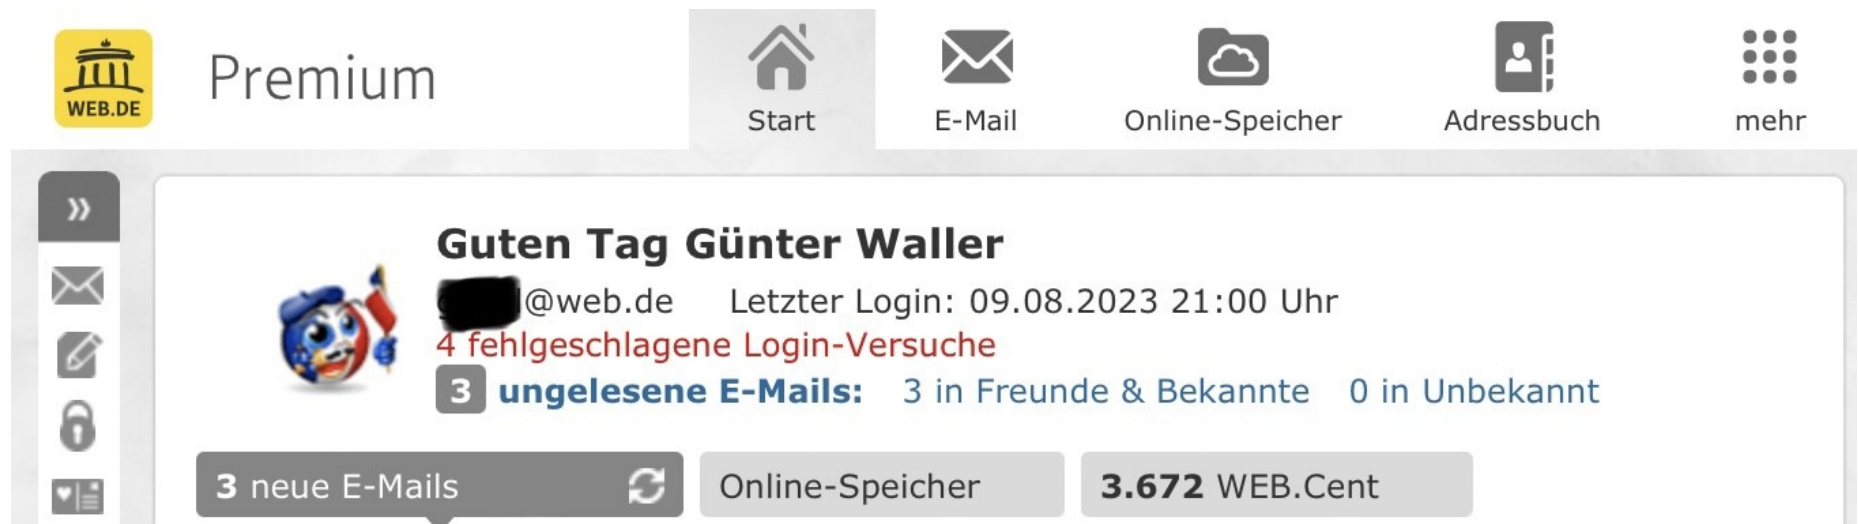 WEB.DE
Premium
Start
E-Mail
Online-Speicher
Adressbuch
mehr
Guten Tag Günter Waller
@web.de Letzter Login: 09.08.2023 21:00 Uhr
4 fehlgeschlagene Login-Versuche
3 ungelesene E-Mails: 3 in Freunde & Bekannte 0 in Unbekannt
3 neue E-Mails
Online-Speicher
3.672 WEB.Cent